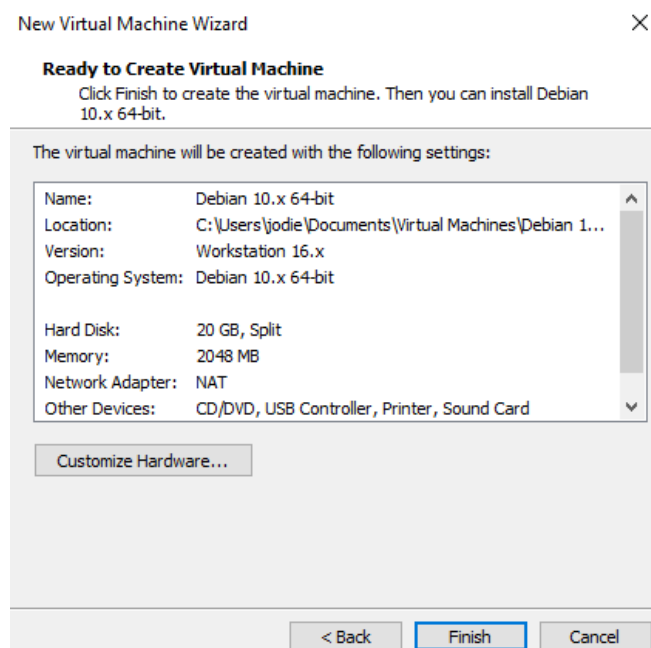 New Virtual Machine Wizard
Ready to Create Virtual Machine
Click Finish to create the virtual machine. Then you can install Debian
10.x 64-bit.
The virtual machine will be created with the following settings:
Name: Debian 10.x 64-bit
Location: C:\Users\jodie\Documents\Virtual Machines\Debian 1...
Version: Workstation 16.x
Operating System: Debian 10.x 64-bit
Hard Disk: 20 GB, Split
Memory: 2048 MB
Network Adapter: NAT
Other Devices: CD/DVD, USB Controller, Printer, Sound Card
Customize Hardware...
< Back Finish Cancel